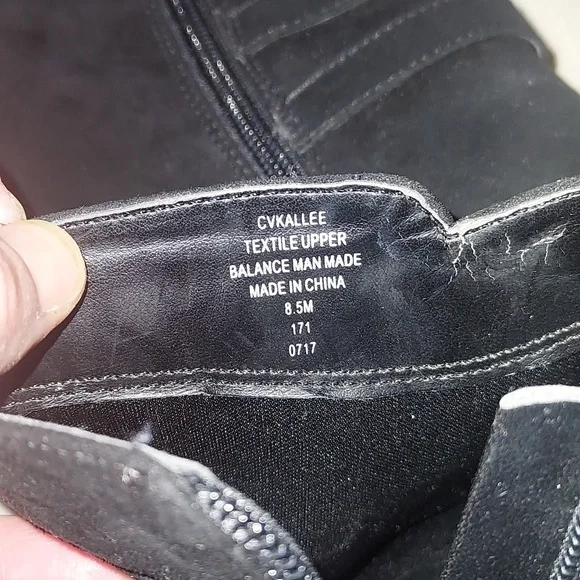 CVKALLEE
TEXTILE UPPER
BALANCE MAN MADE
MADE IN CHINA
8.5M
171
0717